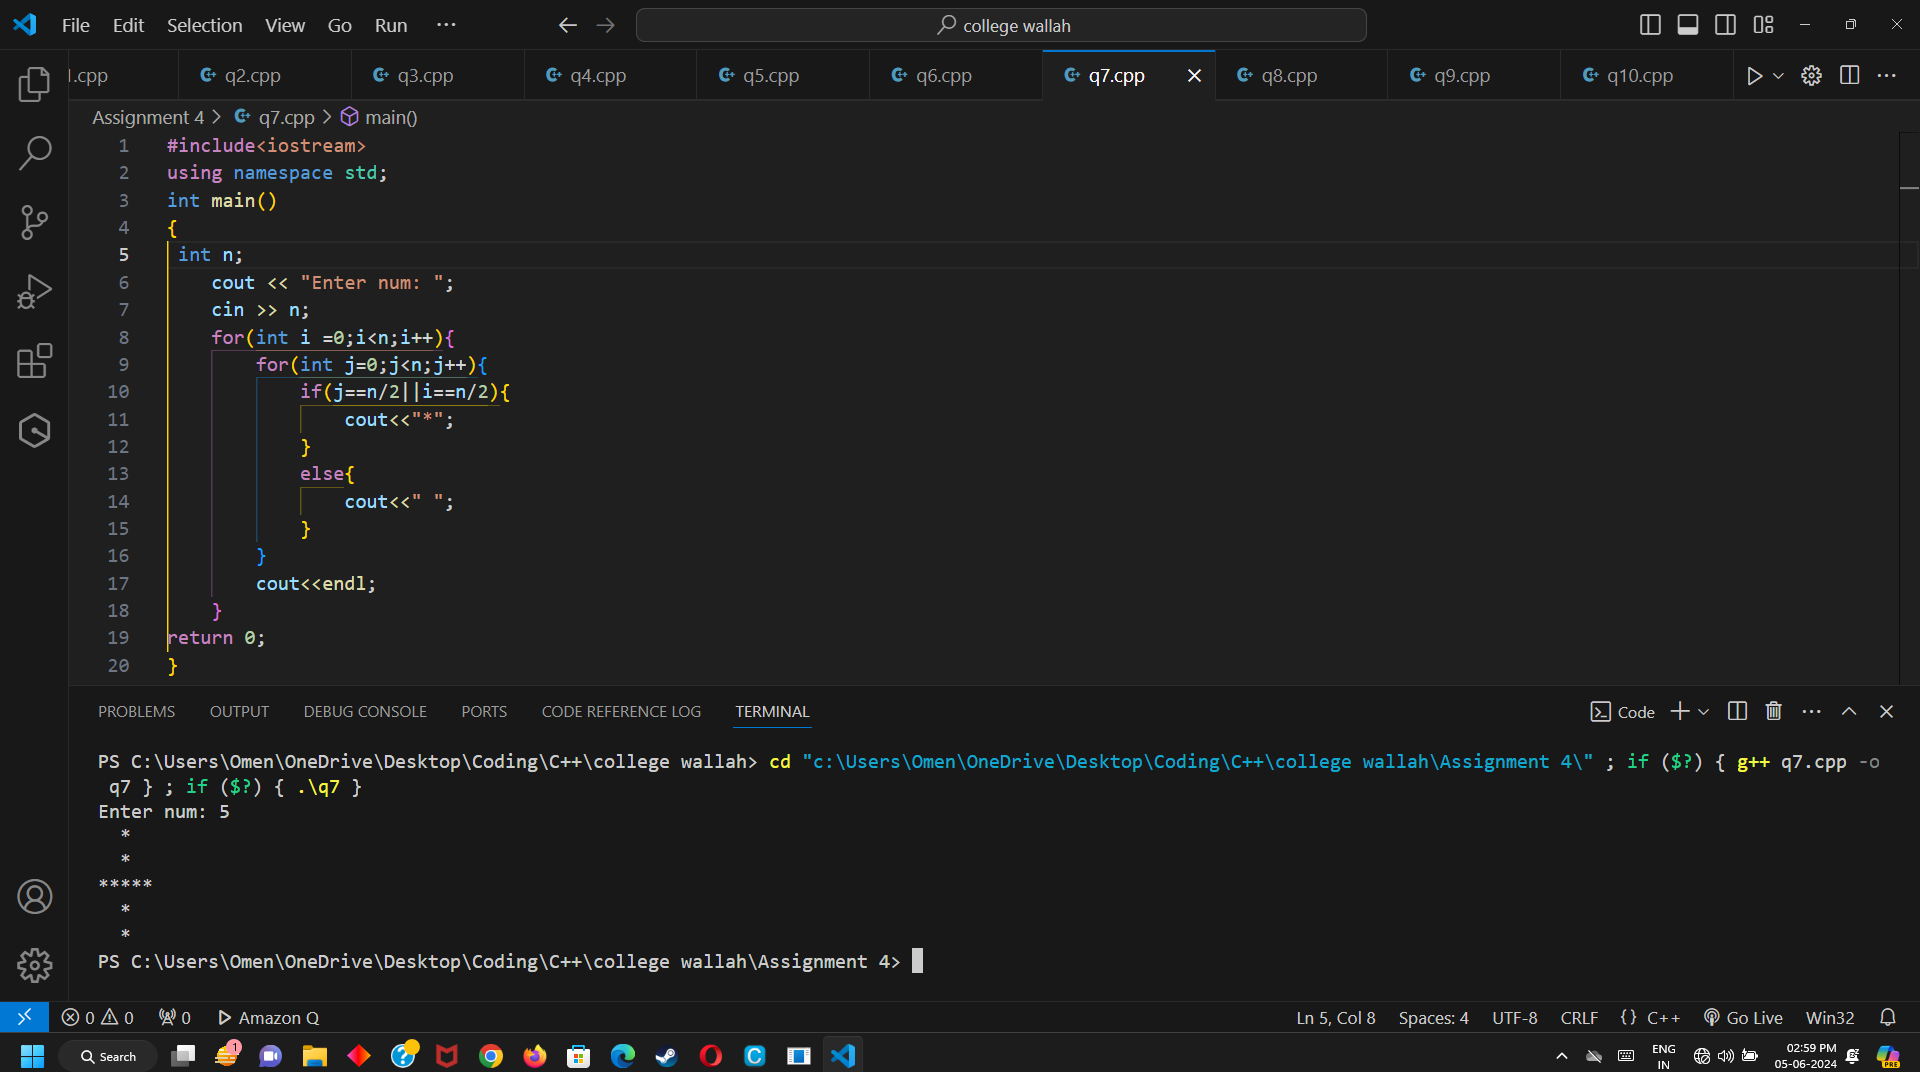 File Edit Selection View Go Run ···
college wallah
1.cpp q2.cpp q3.cpp q4.cpp q5.cpp q6.cpp q7.cpp q8.cpp q9.cpp q10.cpp
Assignment 4 > q7.cpp > main()
1 #include<iostream>
2 using namespace std;
3 int main()
4 {
5 int n;
6 cout << "Enter num: ";
7 cin >> n;
8 for(int i =0;i<n;i++){
9 for(int j=0;j<n;j++){
10 if(j==n/2||i==n/2){
11 cout<<"*";
12 }
13 else{
14 cout<<" ";
15 }
16 }
17 cout<<endl;
18 }
19 return 0;
20 }
PROBLEMS OUTPUT DEBUG CONSOLE PORTS CODE REFERENCE LOG TERMINAL
Code
PS C:\Users\Omen\OneDrive\Desktop\Coding\C++\college wallah> cd "c:\Users\Omen\OneDrive\Desktop\Coding\C++\college wallah\Assignment 4\" ; if ($?) { g++ q7.cpp -o
q7 } ; if ($?) { .\q7 }
Enter num: 5
*
*
*****
*
*
PS C:\Users\Omen\OneDrive\Desktop\Coding\C++\college wallah\Assignment 4>
0 0 0 Amazon Q Ln 5, Col 8 Spaces: 4 UTF-8 CRLF {} C++ Go Live Win32
Search 1 ENG IN 02:59 PM 05-06-2024 PRE